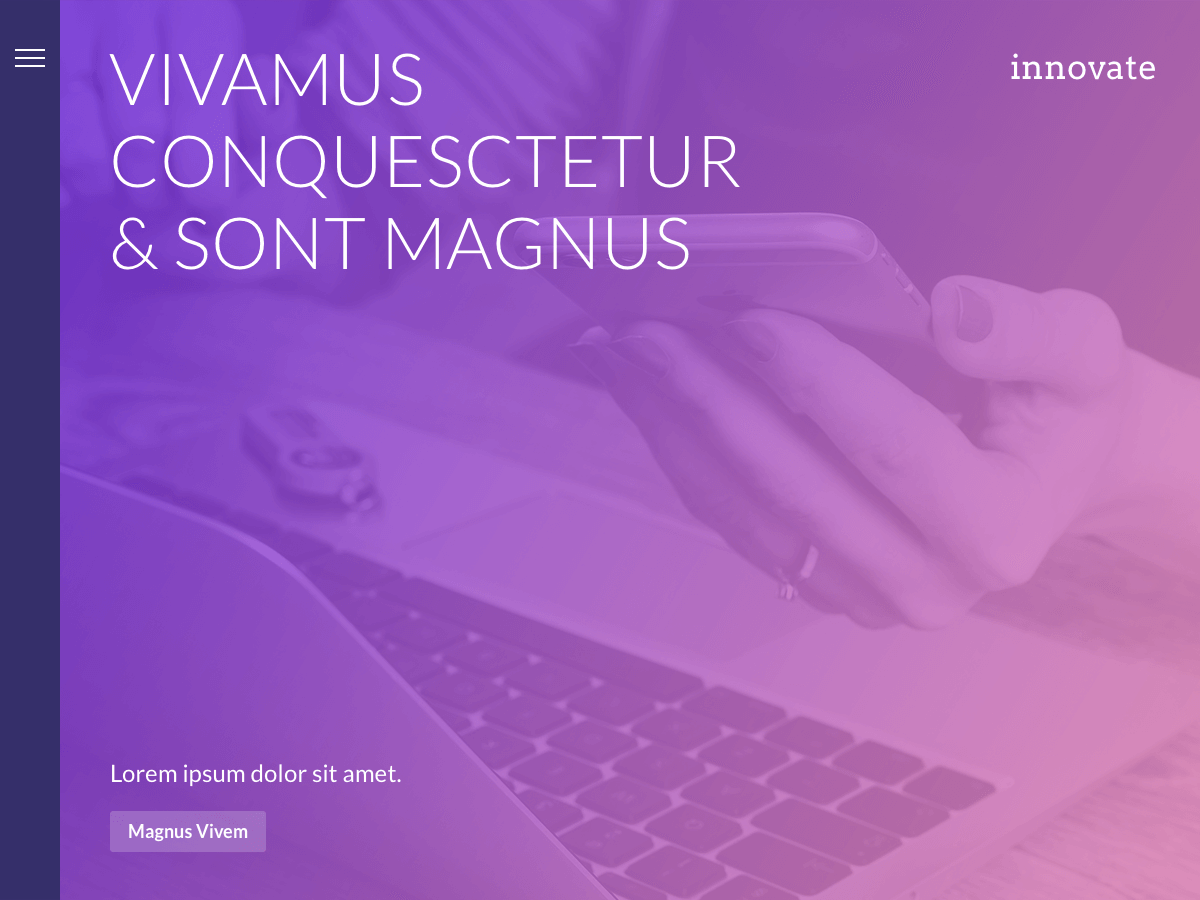 VIVAMUS
CONQUESCTETUR
& SONT MAGNUS
innovate
Lorem ipsum dolor sit amet.
Magnus Vivem